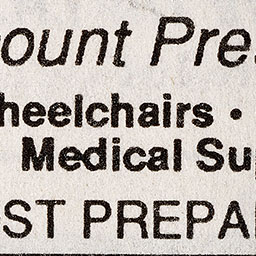 ount Pre
heelchairs •
Medical Su
ST PREPA